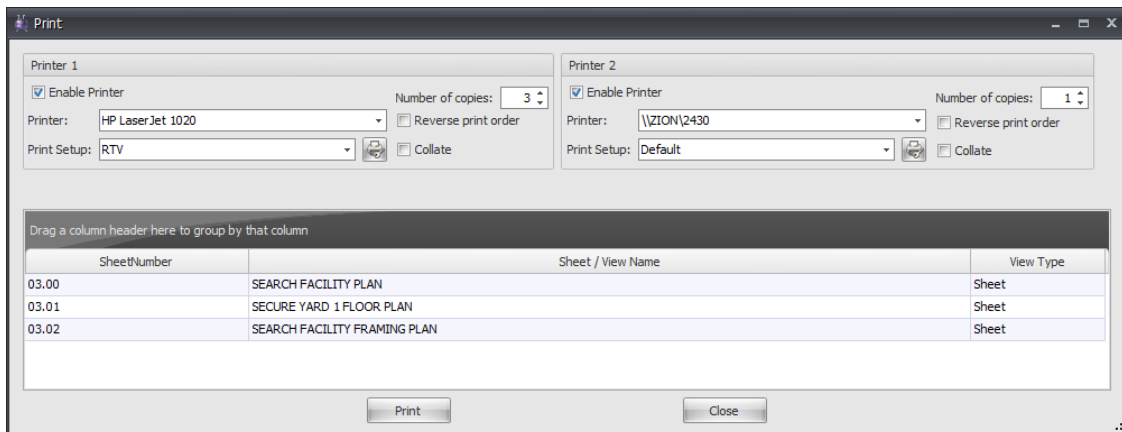 Print
Printer 1
Enable Printer
Number of copies: 3
Printer: HP LaserJet 1020
Reverse print order
Print Setup: RTV
Collate
Printer 2
Enable Printer
Number of copies: 1
Printer: \\ZION\2430
Reverse print order
Print Setup: Default
Collate
Drag a column header here to group by that column
SheetNumber Sheet / View Name View Type
03.00 SEARCH FACILITY PLAN Sheet
03.01 SECURE YARD 1 FLOOR PLAN Sheet
03.02 SEARCH FACILITY FRAMING PLAN Sheet
Print Close